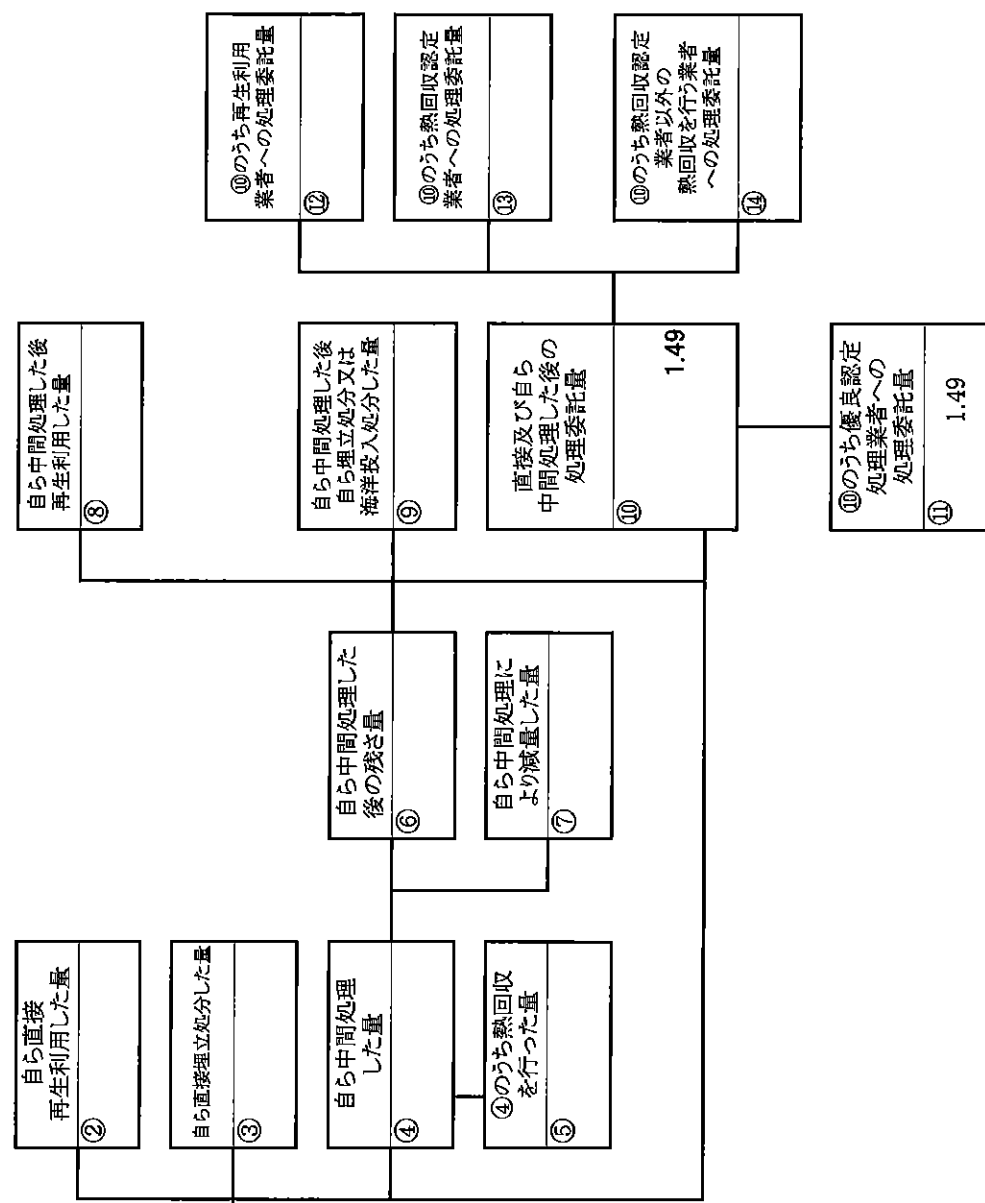 自ら直接
再生利用した量
②
自ら直接埋立処分した量
③
自ら中間処理
した量
④
④のうち熱回収
を行った量
⑤
自ら中間処理した
後の残さ量
⑥
自ら中間処理に
より減量した量
⑦
自ら中間処理した後
再生利用した量
⑧
自ら中間処理した後
自ら埋立処分又は
海洋投入処分した量
⑨
直接及び自ら
中間処理した後の
処理委託量
⑩
1.49
⑩のうち優良認定
処理業者への
処理委託量
⑪
1.49
⑩のうち再生利用
業者への処理委託量
⑫
⑩のうち熱回収認定
業者への処理委託量
⑬
⑩のうち熱回収認定
業者以外の
熱回収を行う業者
への処理委託量
⑭